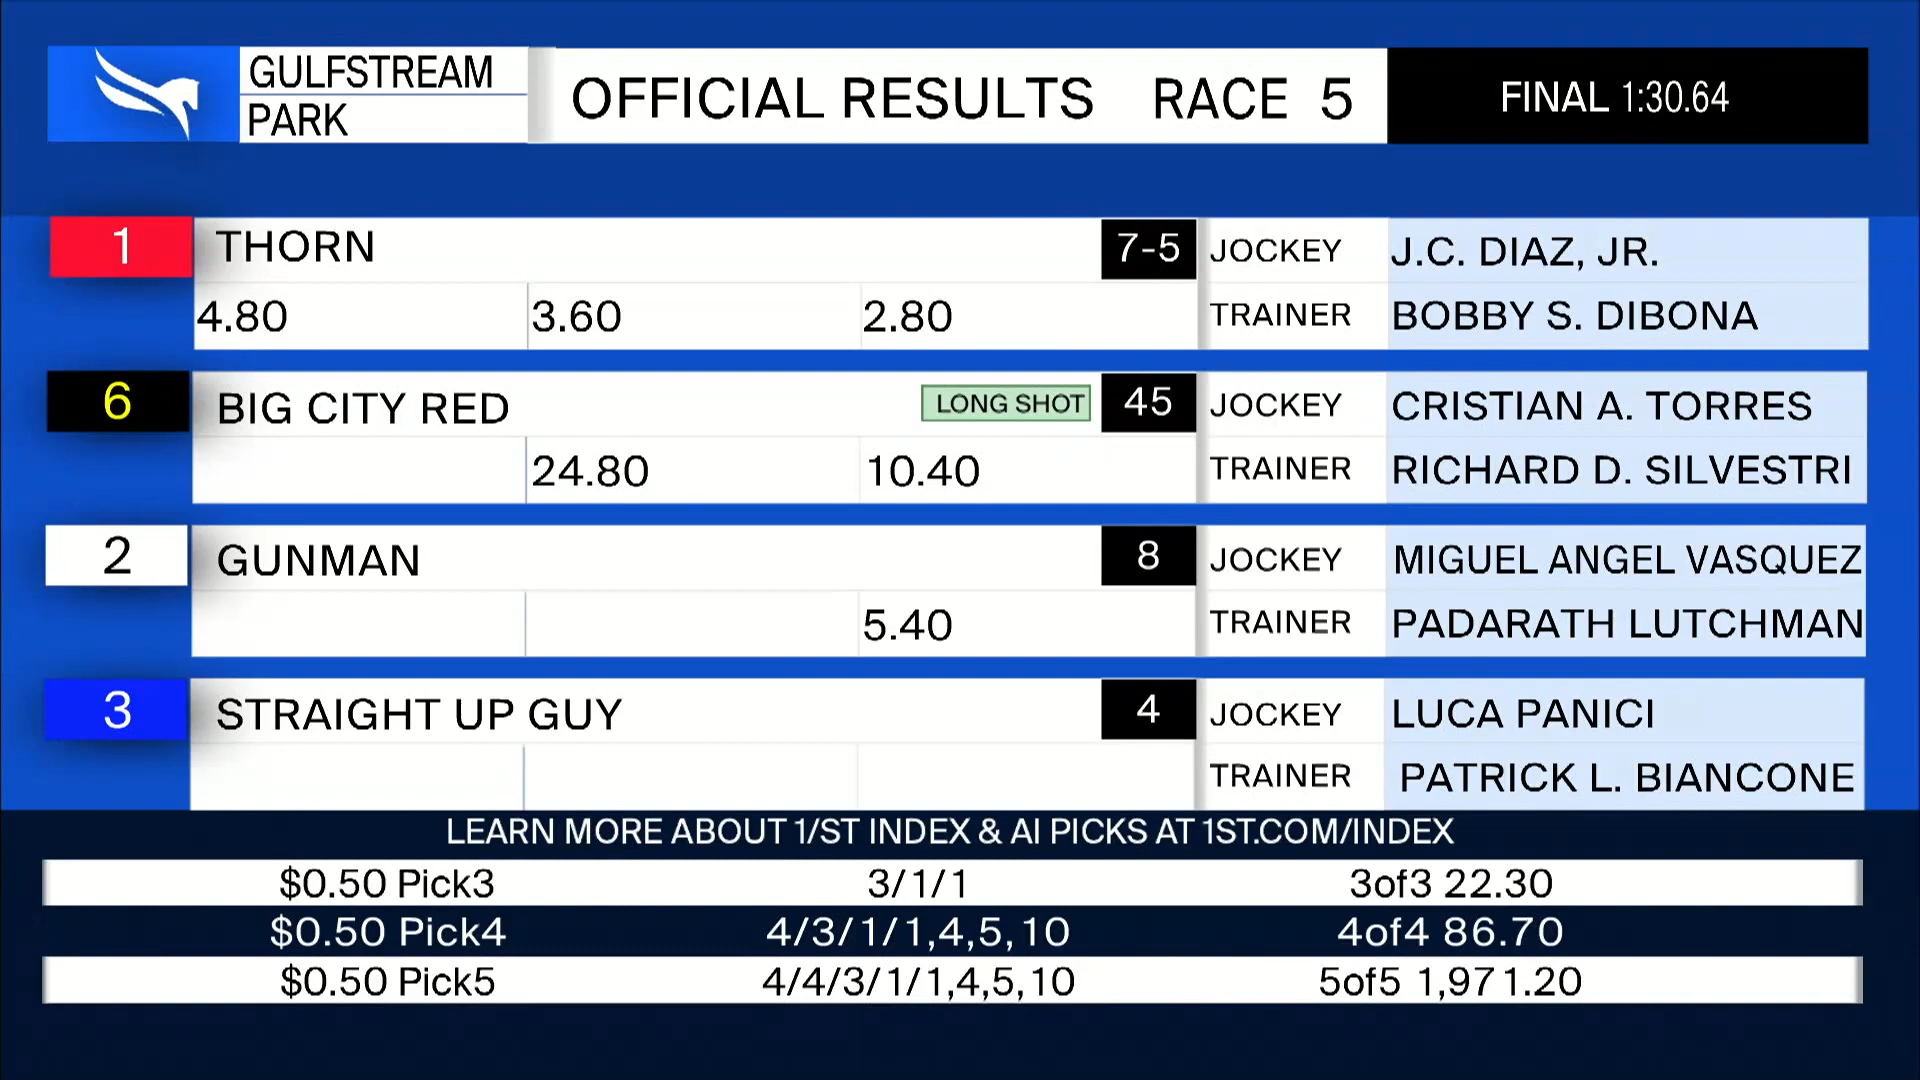 GULFSTREAM
PARK
OFFICIAL RESULTS RACE 5
FINAL 1:30.64
1 THORN 7-5 JOCKEY J.C. DIAZ, JR.
4.80 3.60 2.80 TRAINER BOBBY S. DIBONA
6 BIG CITY RED LONG SHOT 45 JOCKEY CRISTIAN A. TORRES
24.80 10.40 TRAINER RICHARD D. SILVESTRI
2 GUNMAN 8 JOCKEY MIGUEL ANGEL VASQUEZ
5.40 TRAINER PADARATH LUTCHMAN
3 STRAIGHT UP GUY 4 JOCKEY LUCA PANICI
TRAINER PATRICK L. BIANCONE
LEARN MORE ABOUT 1/ST INDEX & AI PICKS AT 1ST.COM/INDEX
$0.50 Pick3 3/1/1 3of3 22.30
$0.50 Pick4 4/3/1/1,4,5,10 4of4 86.70
$0.50 Pick5 4/4/3/1/1,4,5,10 5of5 1,971.20